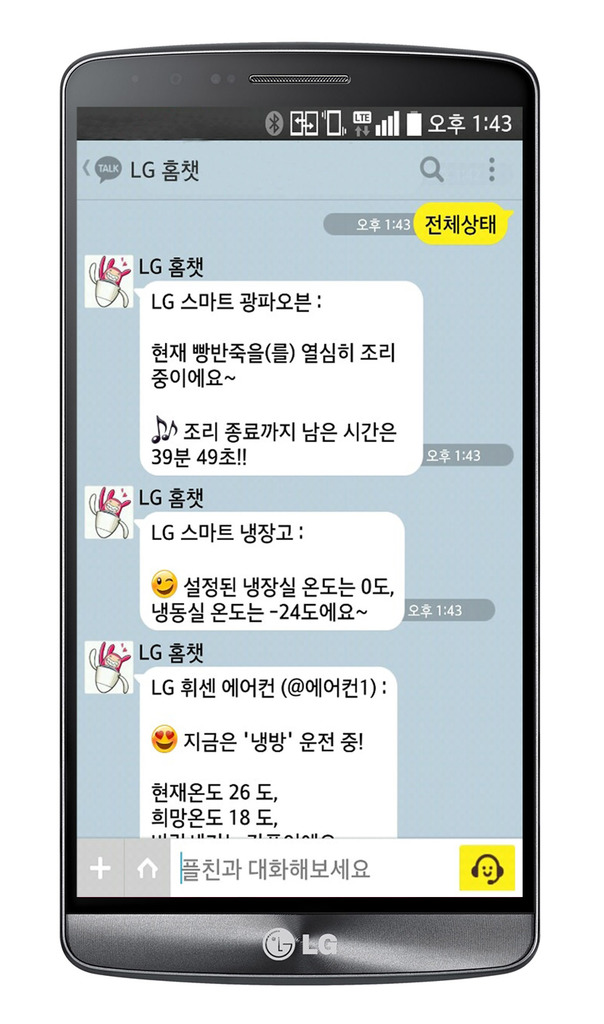 LTE
오후 1:43
TALK LG 홈챗
오후 1:43 전체상태
LG 홈챗
LG 스마트 광파오븐 :
현재 빵반죽을(를) 열심히 조리
중이에요~
조리 종료까지 남은 시간은
39분 49초!!
오후 1:43
LG 홈챗
LG 스마트 냉장고 :
설정된 냉장실 온도는 0도,
냉동실 온도는 -24도에요~
오후 1:43
LG 홈챗
LG 휘센 에어컨 (@에어컨1) :
지금은 '냉방' 운전 중!
현재온도 26 도,
희망온도 18 도,
플친과 대화해보세요
LG